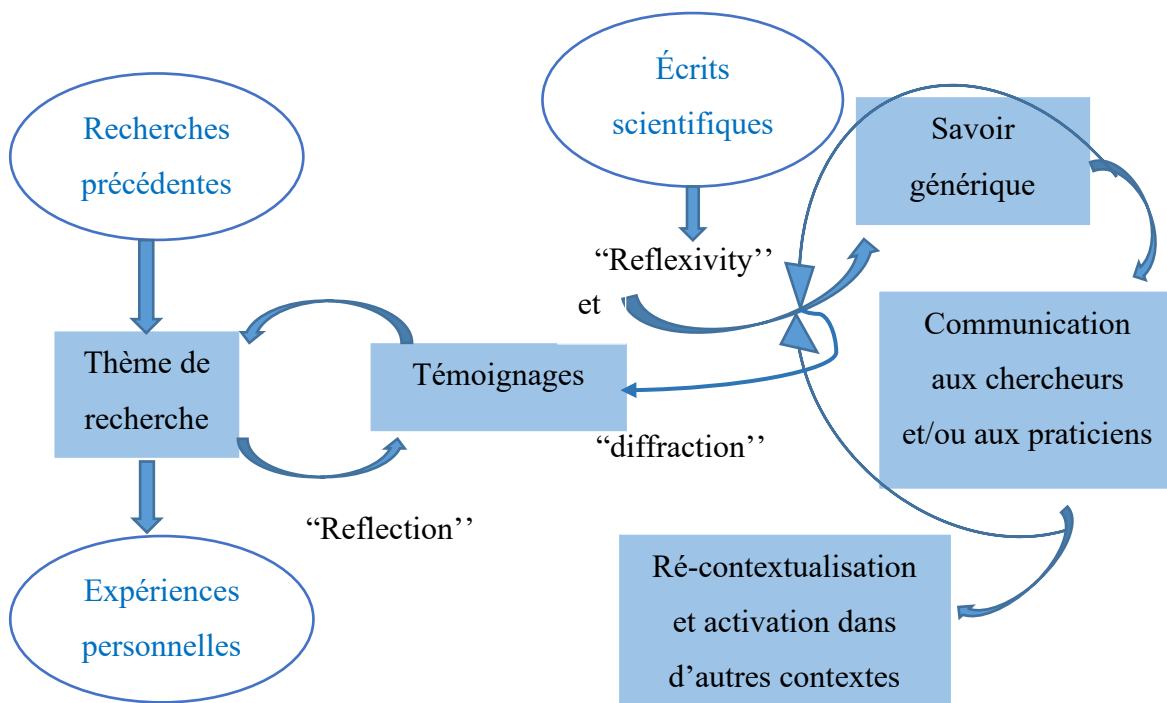 Recherches
précédentes
Écrits
scientifiques
Savoir
générique
“Reflexivity’’
et
Thème de
recherche
Témoignages
Communication
aux chercheurs
et/ou aux praticiens
“diffraction’’
“Reflection’’
Expériences
personnelles
Ré-contextualisation
et activation dans
d’autres contextes